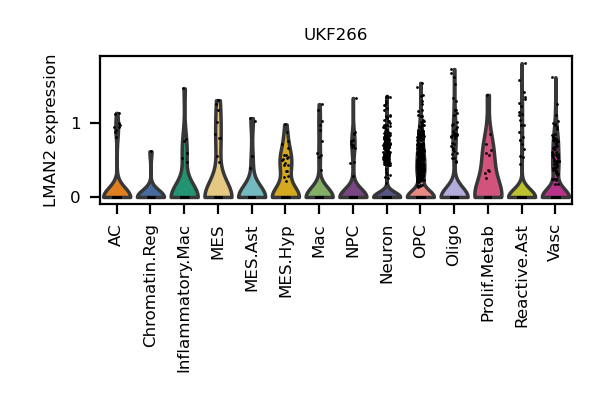 UKF266
LMAN2 expression
1
0
AC
Chromatin.Reg
Inflammatory.Mac
MES
MES.Ast
MES.Hyp
Mac
NPC
Neuron
OPC
Oligo
Prolif.Metab
Reactive.Ast
Vasc